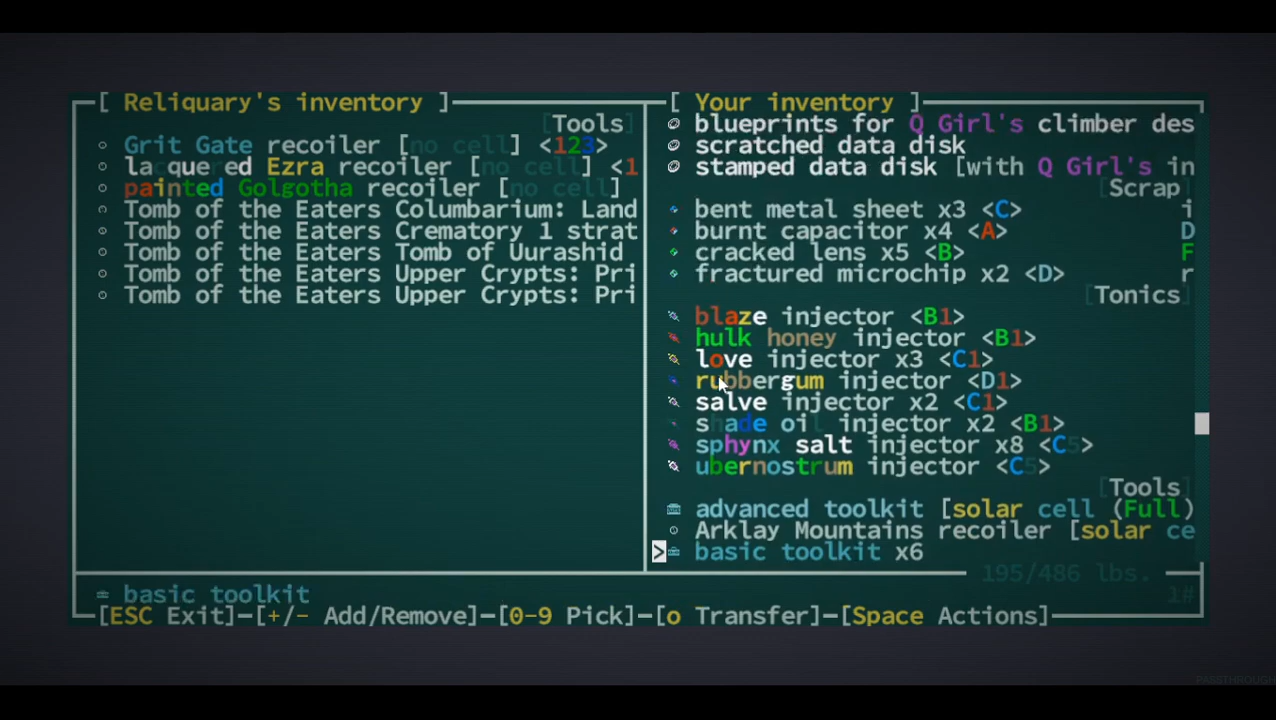 [ Reliquary's inventory ]
[Tools]
Grit Gate recoiler [no cell] <123>
lacquered Ezra recoiler [no cell] <1
painted Golgotha recoiler [no cell]
Tomb of the Eaters Columbarium: Land
Tomb of the Eaters Crematory 1 strat
Tomb of the Eaters Tomb of Uurashid
Tomb of the Eaters Upper Crypts: Pri
Tomb of the Eaters Upper Crypts: Pri
[ Your inventory ]
blueprints for Q Girl's climber des
scratched data disk
stamped data disk [with Q Girl's in
[Scrap
bent metal sheet x3 <C> i
burnt capacitor x4 <A> D
cracked lens x5 <B> F
fractured microchip x2 <D> r
[Tonics
blaze injector <B1>
hulk honey injector <B1>
love injector x3 <C1>
rubbergum injector <D1>
salve injector x2 <C1>
shade oil injector x2 <B1>
sphynx salt injector x8 <C5>
ubernostrum injector <C5>
[Tools
advanced toolkit [solar cell (Full)
Arklay Mountains recoiler [solar ce
> basic toolkit x6
195/486 lbs.
basic toolkit 1#
[ESC Exit]-[+/- Add/Remove]-[0-9 Pick]-[o Transfer]-[Space Actions]
PASSTHROUGH